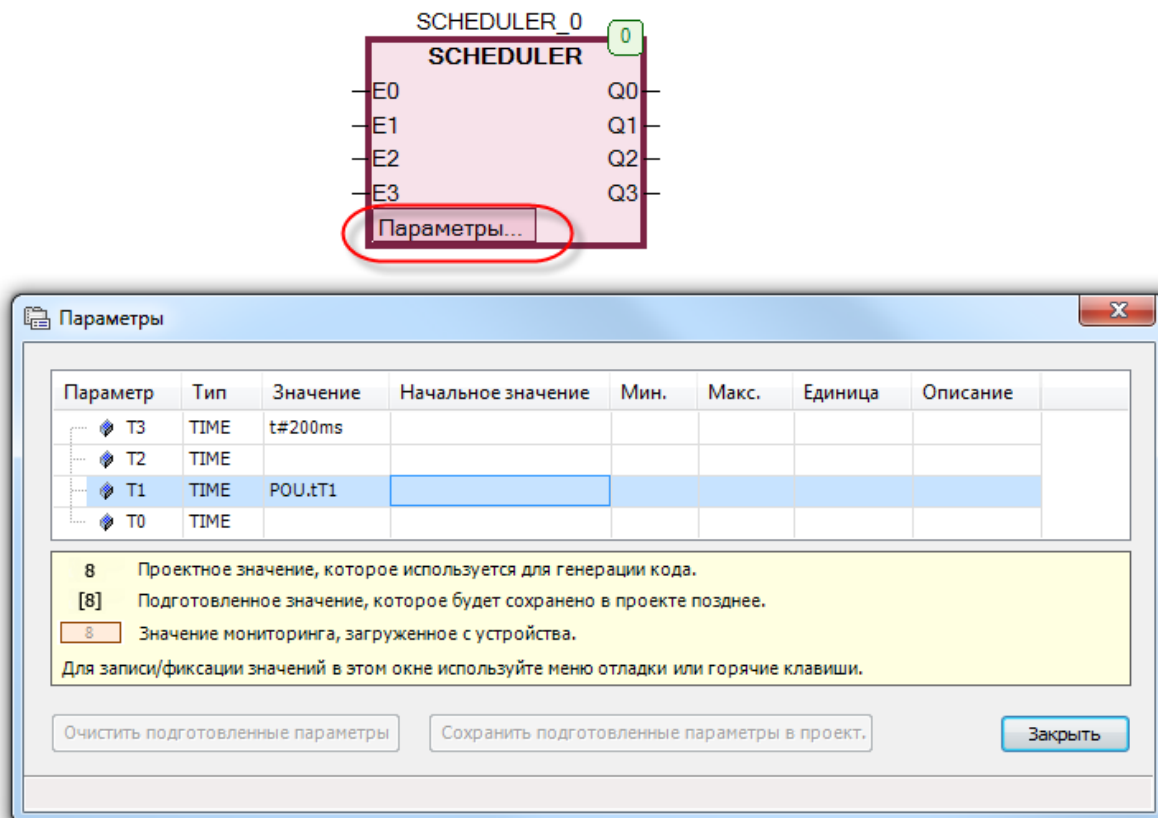 SCHEDULER_0
0
SCHEDULER
E0 Q0
E1 Q1
E2 Q2
E3 Q3
Параметры...
Параметры
Параметр Тип Значение Начальное значение Мин. Макс. Единица Описание
T3 TIME t#200ms
T2 TIME
T1 TIME POU.tT1
T0 TIME
8 Проектное значение, которое используется для генерации кода.
[8] Подготовленное значение, которое будет сохранено в проекте позднее.
8 Значение мониторинга, загруженное с устройства.
Для записи/фиксации значений в этом окне используйте меню отладки или горячие клавиши.
Очистить подготовленные параметры Сохранить подготовленные параметры в проект. Закрыть